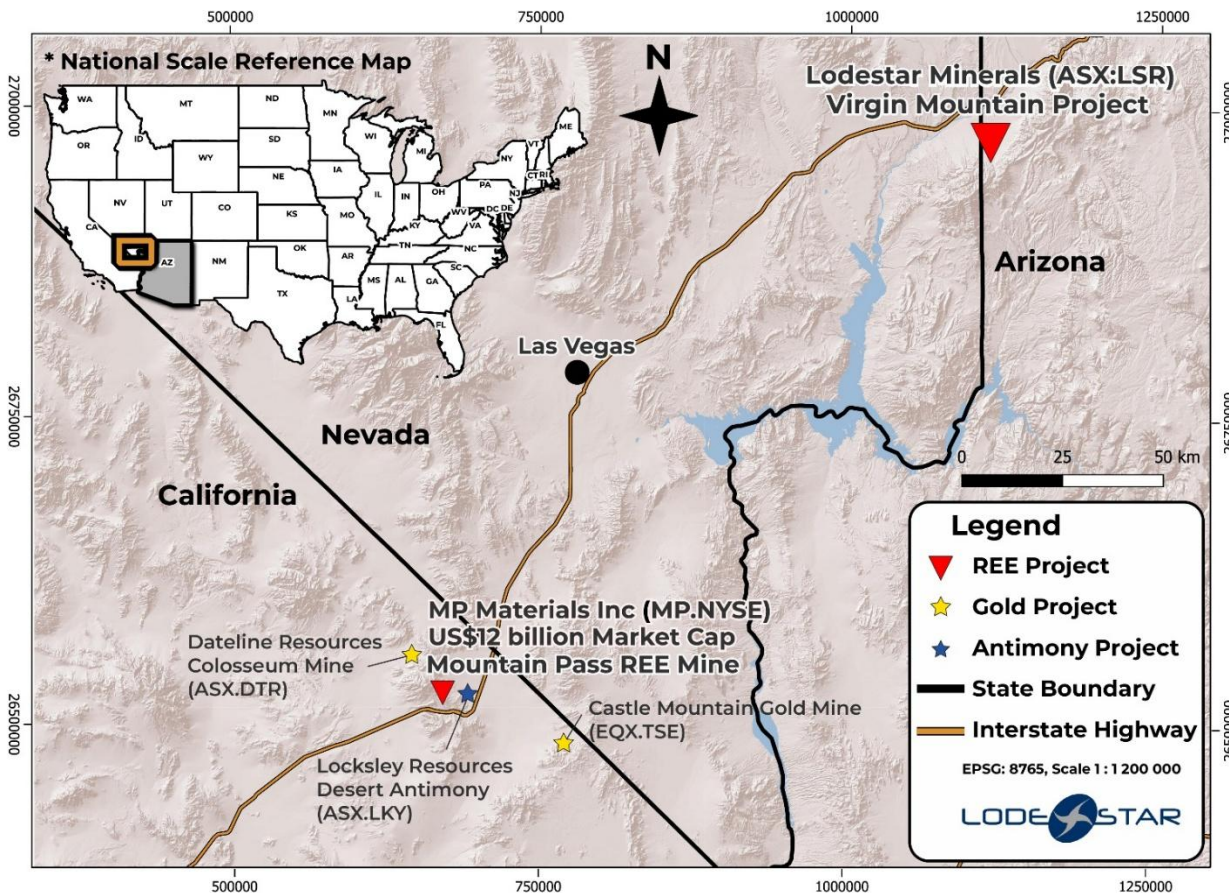 500000
750000
1000000
1250000
* National Scale Reference Map
N
Lodestar Minerals (ASX:LSR)
Virgin Mountain Project
2700000
2700000
WA
MT
ND
MN
ME
OR
ID
SD
WI
VT
NH
WY
MI
NY
MA
CT
RI
NE
IA
PA
NJ
NV
UT
CO
IL
IN
OH
DE
DC
CA
KS
MO
WV
VA
KY
AZ
NM
OK
AR
TN
NC
SC
TX
MS
AL
GA
LA
FL
Arizona
Las Vegas
26750000
26750000
Nevada
California
0
25
50 km
Legend
REE Project
Gold Project
Antimony Project
State Boundary
Interstate Highway
EPSG: 8765, Scale 1 : 1 200 000
LODESTAR
MP Materials Inc (MP.NYSE)
US$12 billion Market Cap
Mountain Pass REE Mine
Dateline Resources
Colosseum Mine
(ASX.DTR)
Castle Mountain Gold Mine
(EQX.TSE)
Locksley Resources
Desert Antimony
(ASX.LKY)
26500000
500000
750000
1000000
1250000